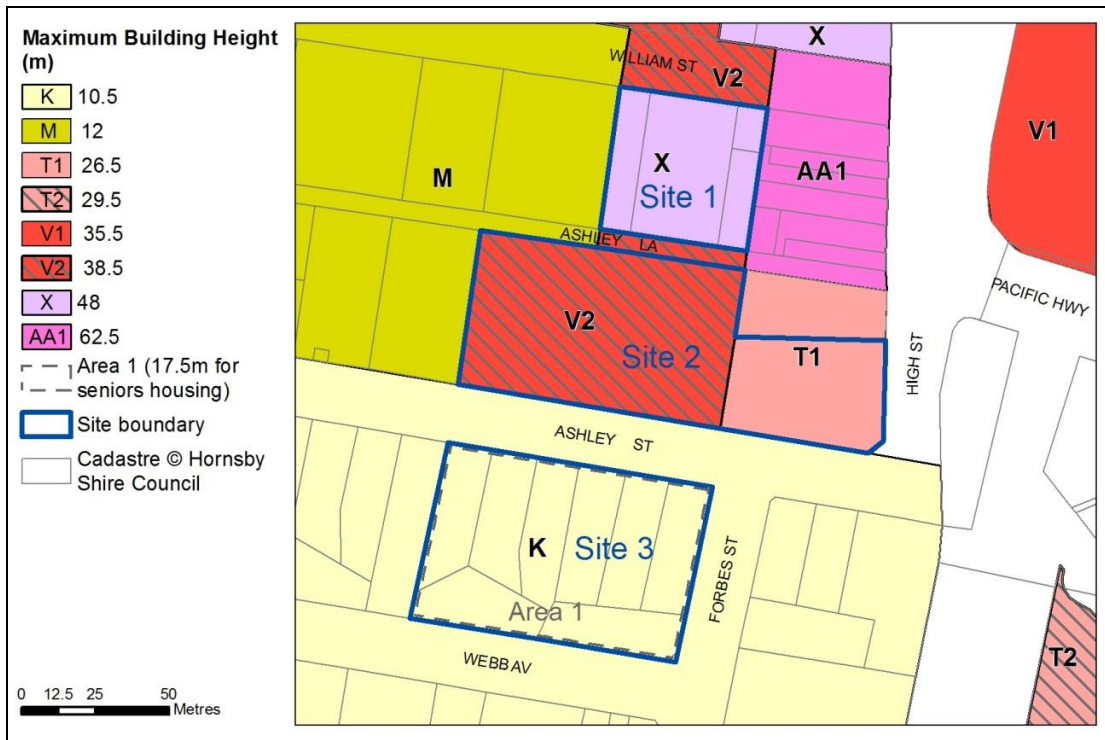 Maximum Building Height
(m)
K 10.5
M 12
T1 26.5
T2 29.5
V1 35.5
V2 38.5
X 48
AA1 62.5
Area 1 (17.5m for
seniors housing)
Site boundary
Cadastre © Hornsby
Shire Council
0 12.5 25 50
Metres
X
WILLIAM ST
V2
V1
M
X
AA1
Site 1
ASHLEY LA
PACIFIC HWY
V2
Site 2
T1
HIGH ST
ASHLEY ST
K
Site 3
FORBES ST
Area 1
WEBB AV
T2